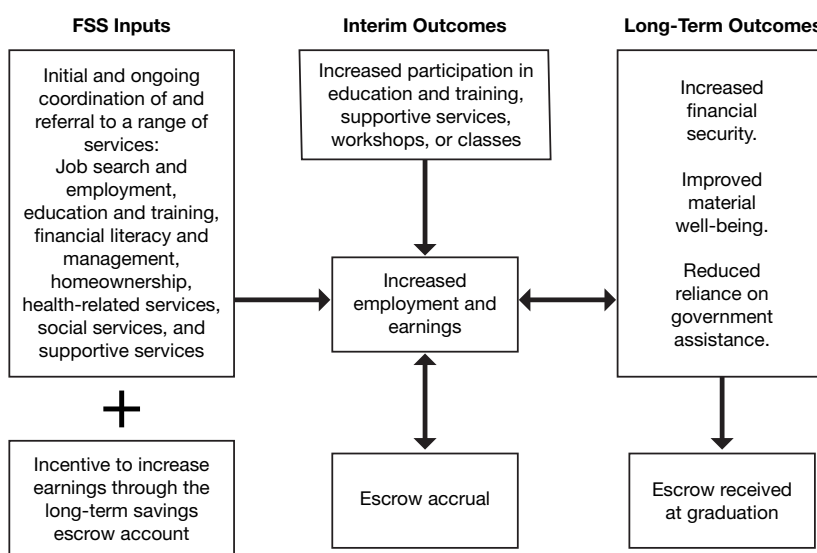 FSS Inputs
Initial and ongoing
coordination of and
referral to a range of
services:
Job search and
employment,
education and training,
financial literacy and
management,
homeownership,
health-related services,
social services, and
supportive services
+
Incentive to increase
earnings through the
long-term savings
escrow account
Interim Outcomes
Increased participation in
education and training,
supportive services,
workshops, or classes
Increased
employment and
earnings
Escrow accrual
Long-Term Outcomes
Increased
financial
security.
Improved
material
well-being.
Reduced
reliance on
government
assistance.
Escrow received
at graduation